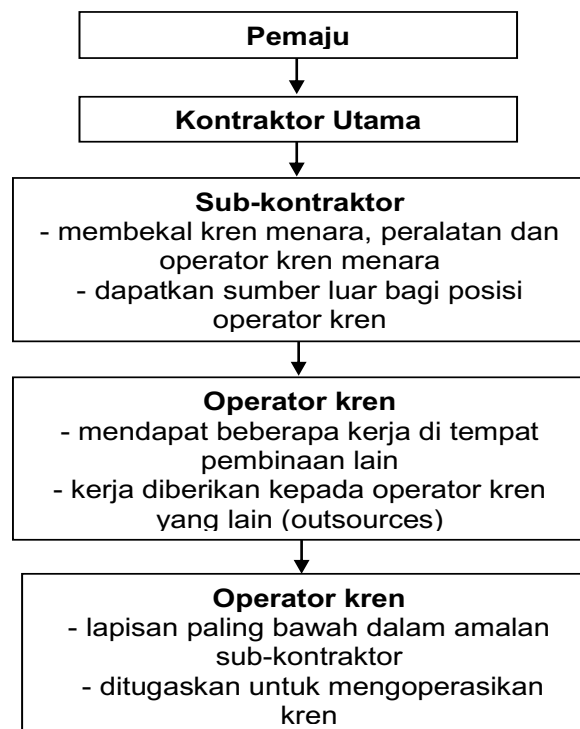 Pemaju
Kontraktor Utama
Sub-kontraktor
- membekal kren menara, peralatan dan
operator kren menara
- dapatkan sumber luar bagi posisi
operator kren
Operator kren
- mendapat beberapa kerja di tempat
pembinaan lain
- kerja diberikan kepada operator kren
yang lain (outsources)
Operator kren
- lapisan paling bawah dalam amalan
sub-kontraktor
- ditugaskan untuk mengoperasikan
kren